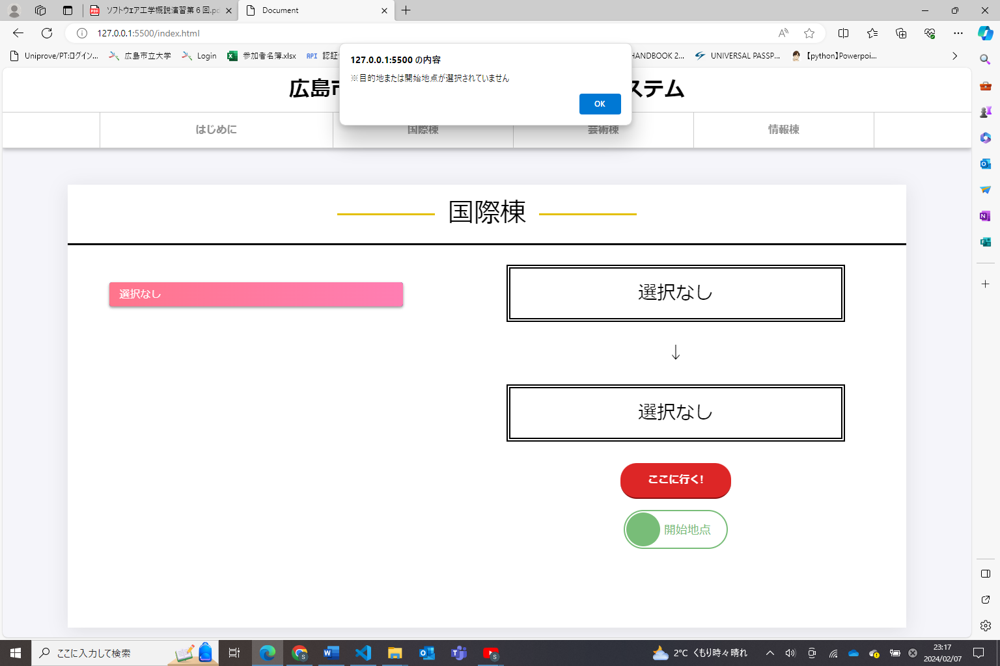 ソフトウェア工学概説演習第６回.pd
Document
127.0.0.1:5500/index.html
Uniprove/PT:ログイン...
広島市立大学
Login
参加者名簿.xlsx
API
認証
HANDBOOK 2...
UNIVERSAL PASSP...
【python】Powerpoi...
127.0.0.1:5500 の内容
※目的地または開始地点が選択されていません
OK
広島市
ステム
はじめに
国際棟
芸術棟
情報棟
国際棟
選択なし
選択なし
↓
選択なし
ここに行く!
開始地点
ここに入力して検索
2°C くもり時々晴れ
23:17
2024/02/07